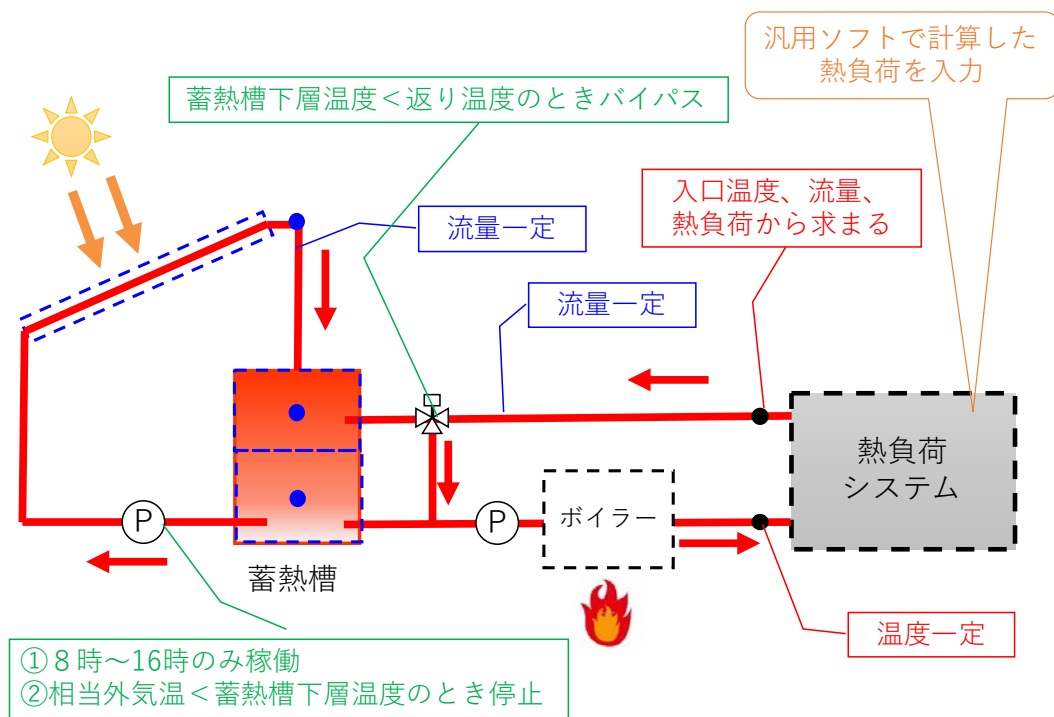 汎用ソフトで計算した
熱負荷を入力
蓄熱槽下層温度＜返り温度のときバイパス
入口温度、流量、
熱負荷から求まる
流量一定
流量一定
熱負荷
システム
P
P
ボイラー
蓄熱槽
温度一定
①８時～16時のみ稼働
②相当外気温＜蓄熱槽下層温度のとき停止